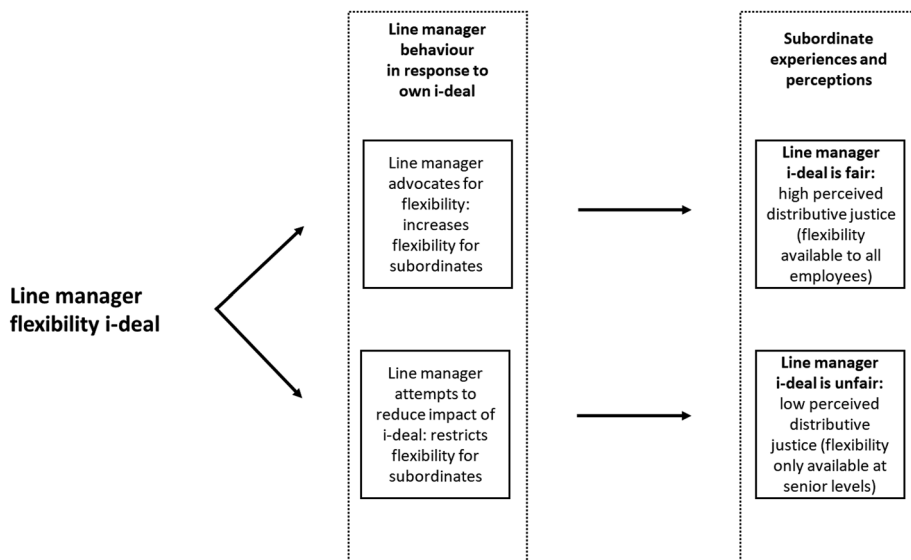 Line manager
behaviour
in response to
own i-deal
Subordinate
experiences and
perceptions
Line manager
flexibility i-deal
Line manager
advocates for
flexibility:
increases
flexibility for
subordinates
Line manager
i-deal is fair:
high perceived
distributive justice
(flexibility
available to all
employees)
Line manager
attempts to
reduce impact of
i-deal: restricts
flexibility for
subordinates
Line manager
i-deal is unfair:
low perceived
distributive
justice (flexibility
only available at
senior levels)